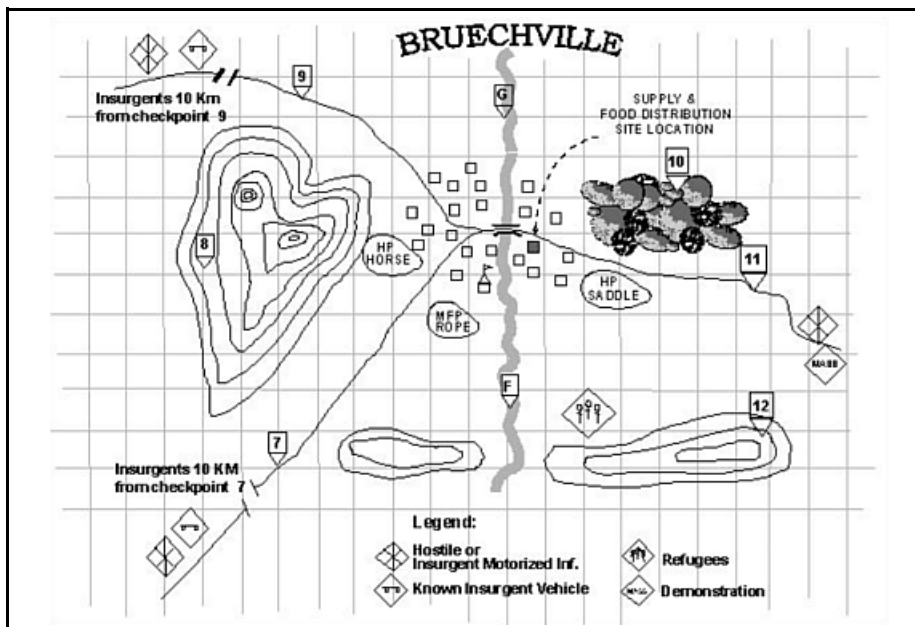 BRUECHVILLE
Insurgents 10 Km
from checkpoint 9
9
G
SUPPLY &
FOOD DISTRIBUTION
SITE LOCATION
10
8
HP
HORSE
11
HP
SADDLE
MFP
ROPE
MASS
F
12
7
Insurgents 10 KM
from checkpoint 7
Legend:
Hostile or
Insurgent Motorized Inf.
Refugees
Known Insurgent Vehicle
MASS
Demonstration